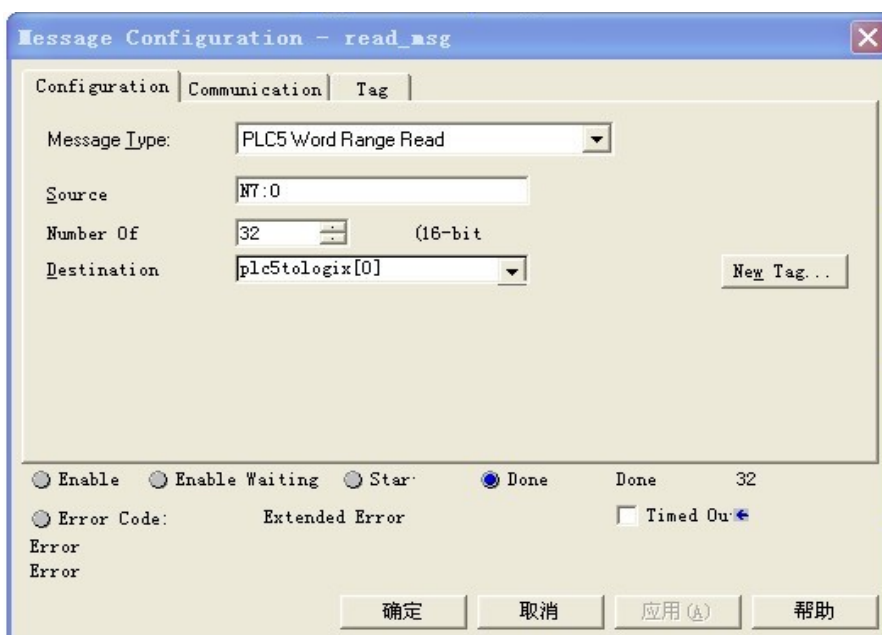 Message Configuration - read_msg
Configuration Communication Tag
Message Type: PLC5 Word Range Read
Source N7:0
Number Of 32 (16-bit
Destination plc5tologix[0] New Tag...
Enable Enable Waiting Star Done Done 32
Error Code: Extended Error Timed Ou
Error
Error
确定 取消 应用(A) 帮助